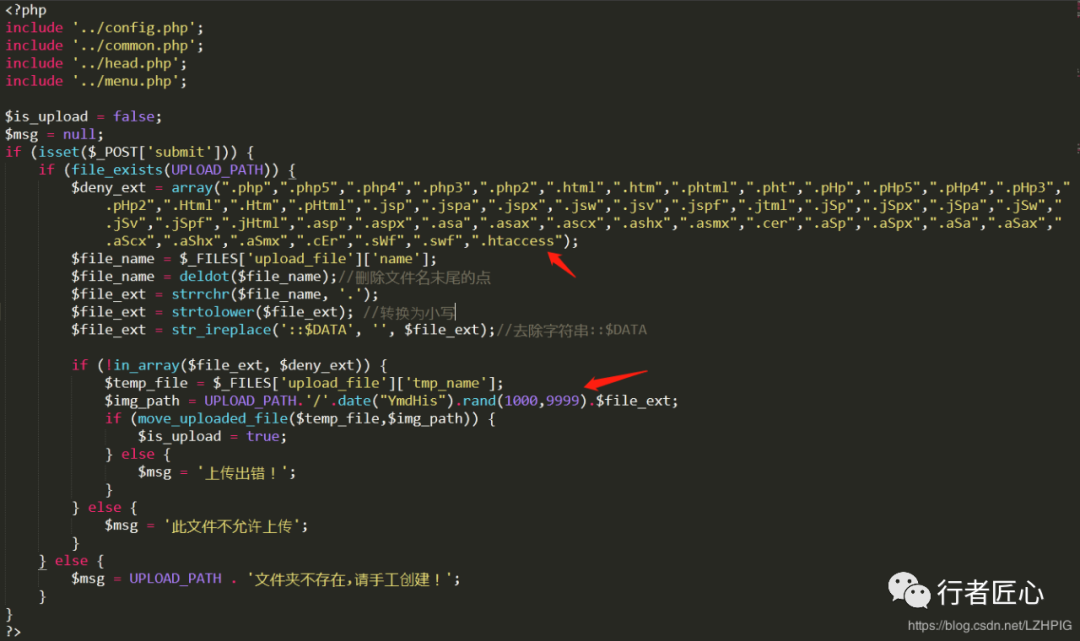 <?php
include '../config.php';
include '../common.php';
include '../head.php';
include '../menu.php';
$is_upload = false;
$msg = null;
if (isset($_POST['submit'])) {
if (file_exists(UPLOAD_PATH)) {
$deny_ext = array(".php",".php5",".php4",".php3",".php2",".html",".htm",".phtml",".pht",".pHp",".pHp5",".pHp4",".pHp3","
.pHp2",".Html",".Htm",".pHtml",".jsp",".jspa",".jspx",".jsw",".jsv",".jspf",".jtml",".jSp",".jSpx",".jSpa",".jSw","
.jSv",".jSpf",".jHtml",".asp",".aspx",".asa",".asax",".ascx",".ashx",".asmx",".cer",".aSp",".aSpx",".aSa",".aSax","
.aScx",".aShx",".aSmx",".cEr",".sWf",".swf",".htaccess");
$file_name = $_FILES['upload_file']['name'];
$file_name = deldot($file_name);//删除文件名末尾的点
$file_ext = strrchr($file_name, '.');
$file_ext = strtolower($file_ext); //转换为小写
$file_ext = str_ireplace('::$DATA', '', $file_ext);//去除字符串::$DATA
if (!in_array($file_ext, $deny_ext)) {
$temp_file = $_FILES['upload_file']['tmp_name'];
$img_path = UPLOAD_PATH.'/'.date("YmdHis").rand(1000,9999).$file_ext;
if (move_uploaded_file($temp_file,$img_path)) {
$is_upload = true;
} else {
$msg = '上传出错！';
}
} else {
$msg = '此文件不允许上传';
}
} else {
$msg = UPLOAD_PATH . '文件夹不存在,请手工创建！';
}
}
?>
行者匠心
https://blog.csdn.net/LZHPIG